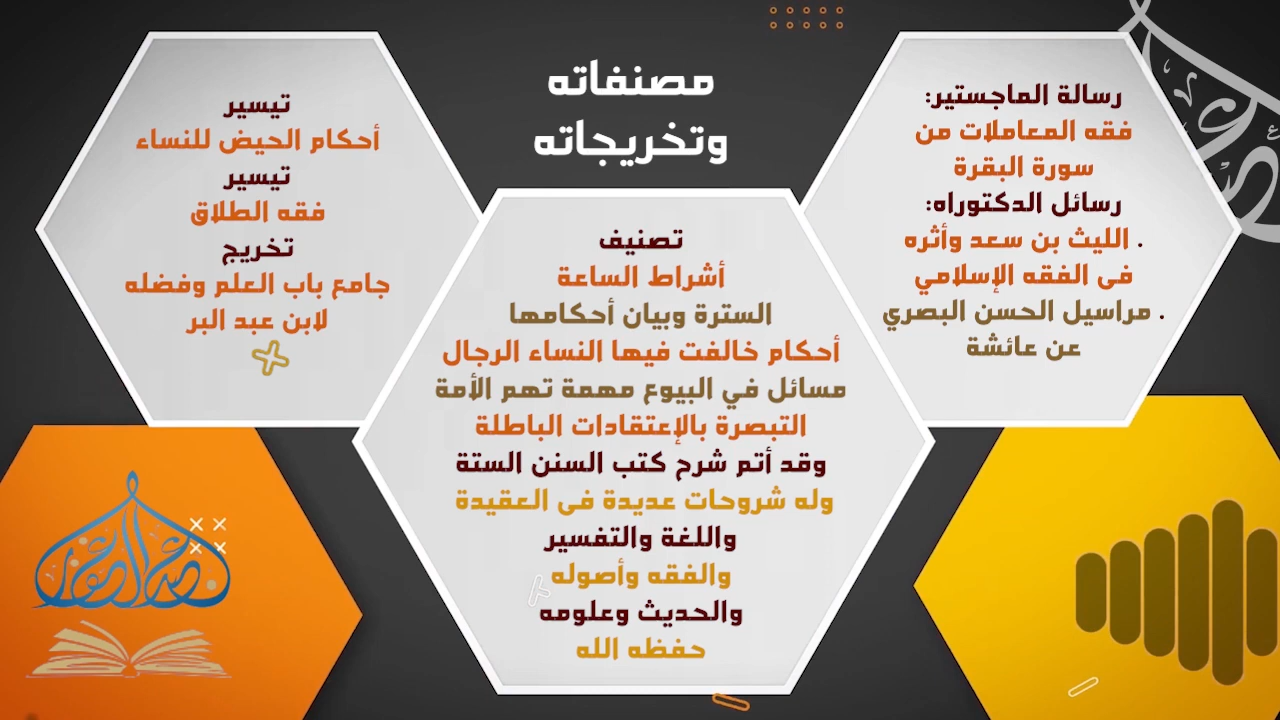 مصنفاته
وتخريجاته
رسالة الماجستير:
فقه المعاملات من
سورة البقرة
رسائل الدكتوراه:
. الليث بن سعد وأثره
فى الفقه الإسلامي
. مراسيل الحسن البصري
عن عائشة
تصنيف
أشراط الساعة
السترة وبيان أحكامها
أحكام خالفت فيها النساء الرجال
مسائل في البيوع مهمة تهم الأمة
التبصرة بالإعتقادات الباطلة
وقد أتم شرح كتب السنن الستة
وله شروحات عديدة فى العقيدة
واللغة والتفسير
والفقه وأصوله
والحديث وعلومه
حفظه الله
تيسير
أحكام الحيض للنساء
تيسير
فقه الطلاق
تخريج
جامع باب العلم وفضله
لابن عبد البر